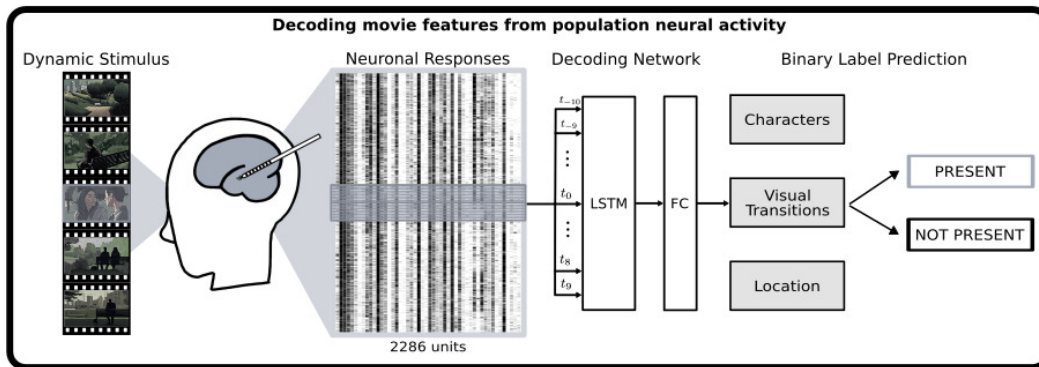 Decoding movie features from population neural activity
Dynamic Stimulus
Neuronal Responses
Decoding Network
Binary Label Prediction
t₋₁₀
t₋₉
⋮
t₀
⋮
t₈
t₉
LSTM
FC
Characters
Visual
Transitions
Location
PRESENT
NOT PRESENT
2286 units